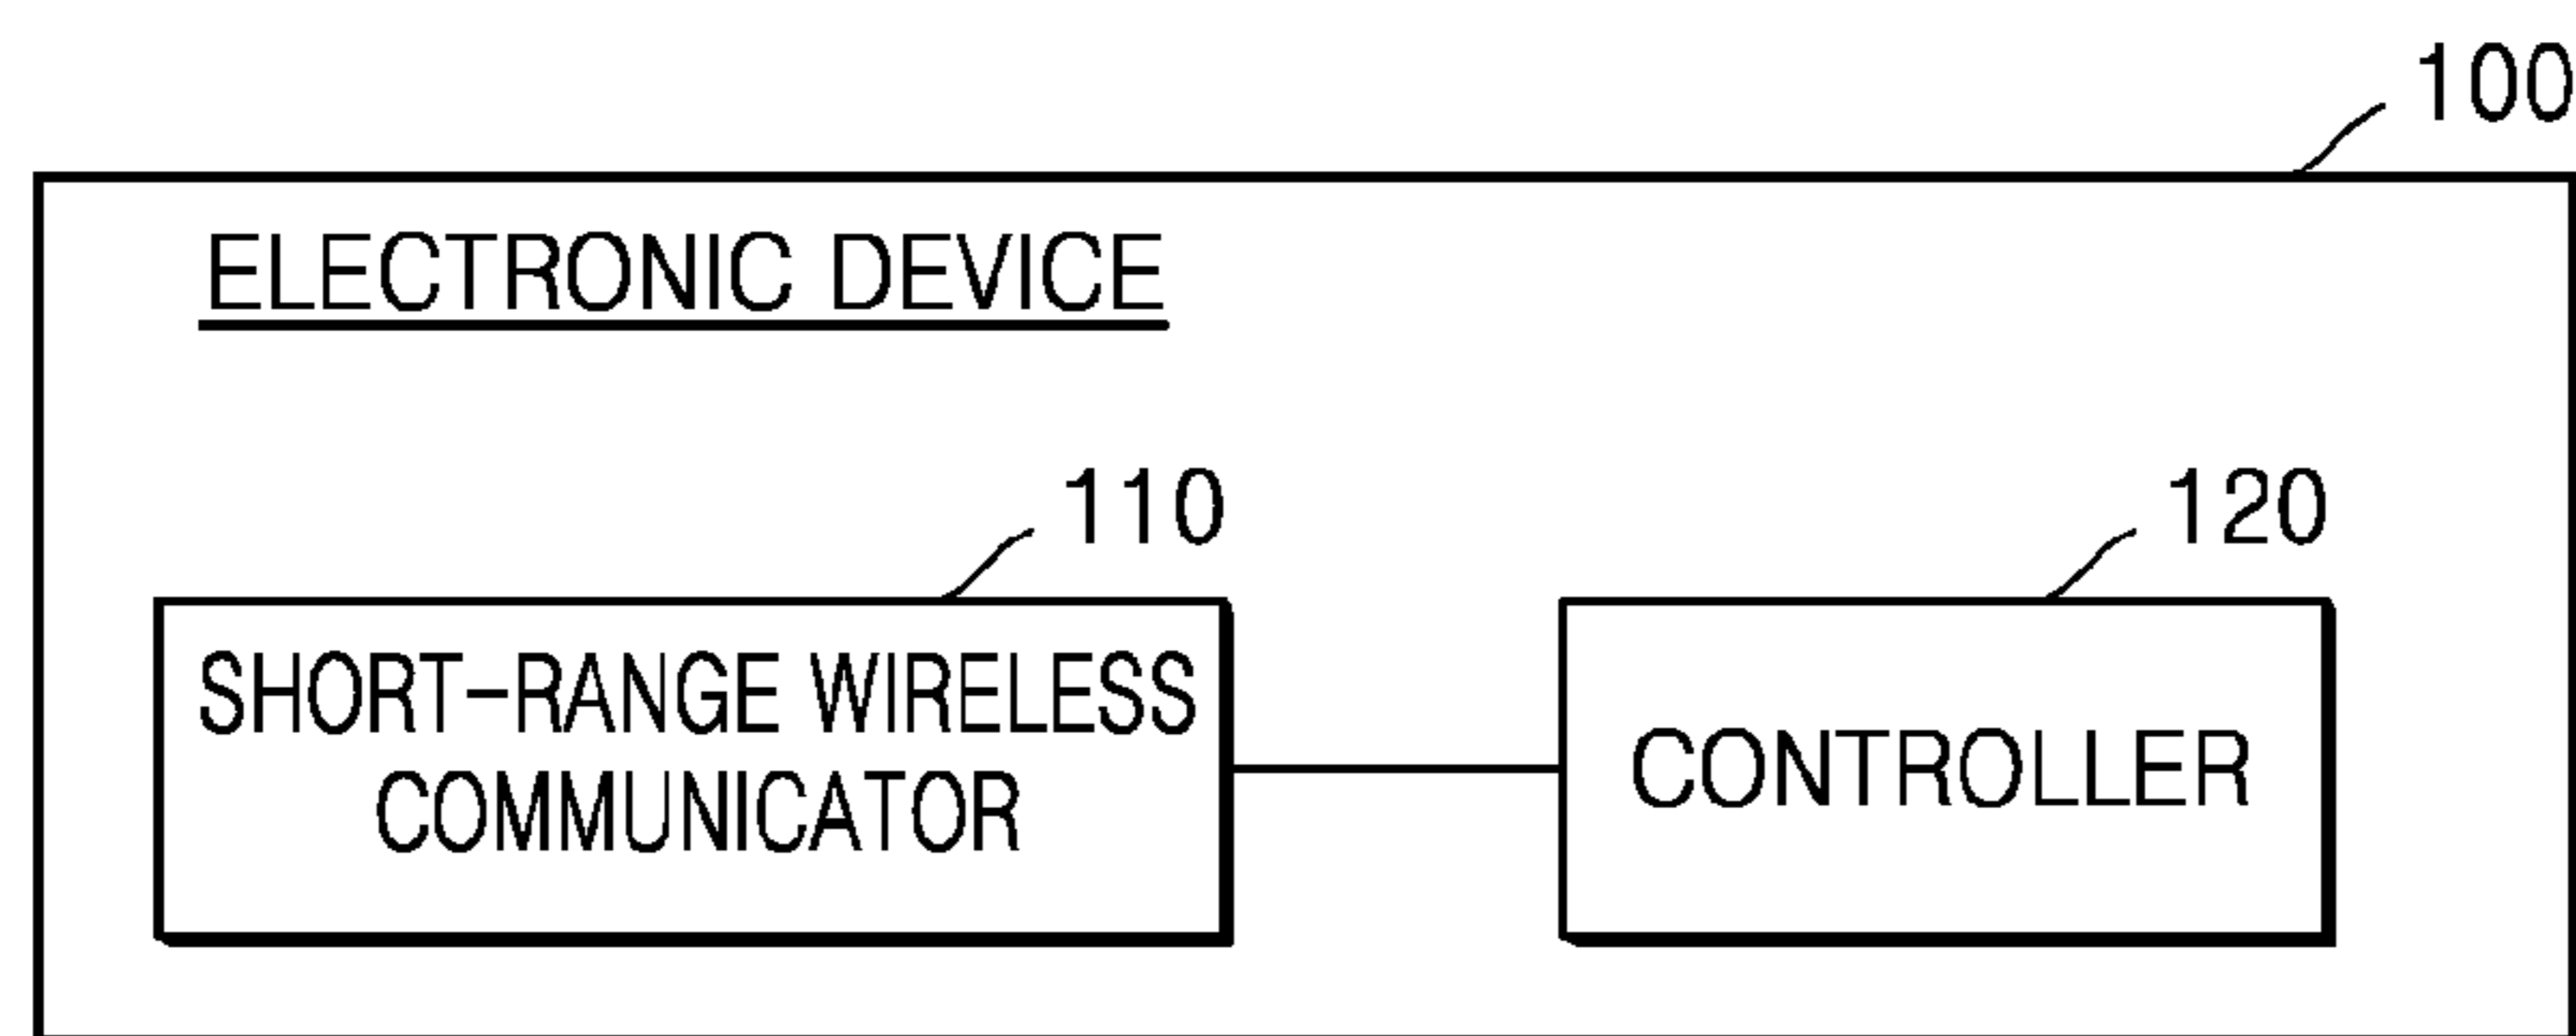 100
ELECTRONIC DEVICE
110
120
SHORT-RANGE WIRELESS
COMMUNICATOR
CONTROLLER